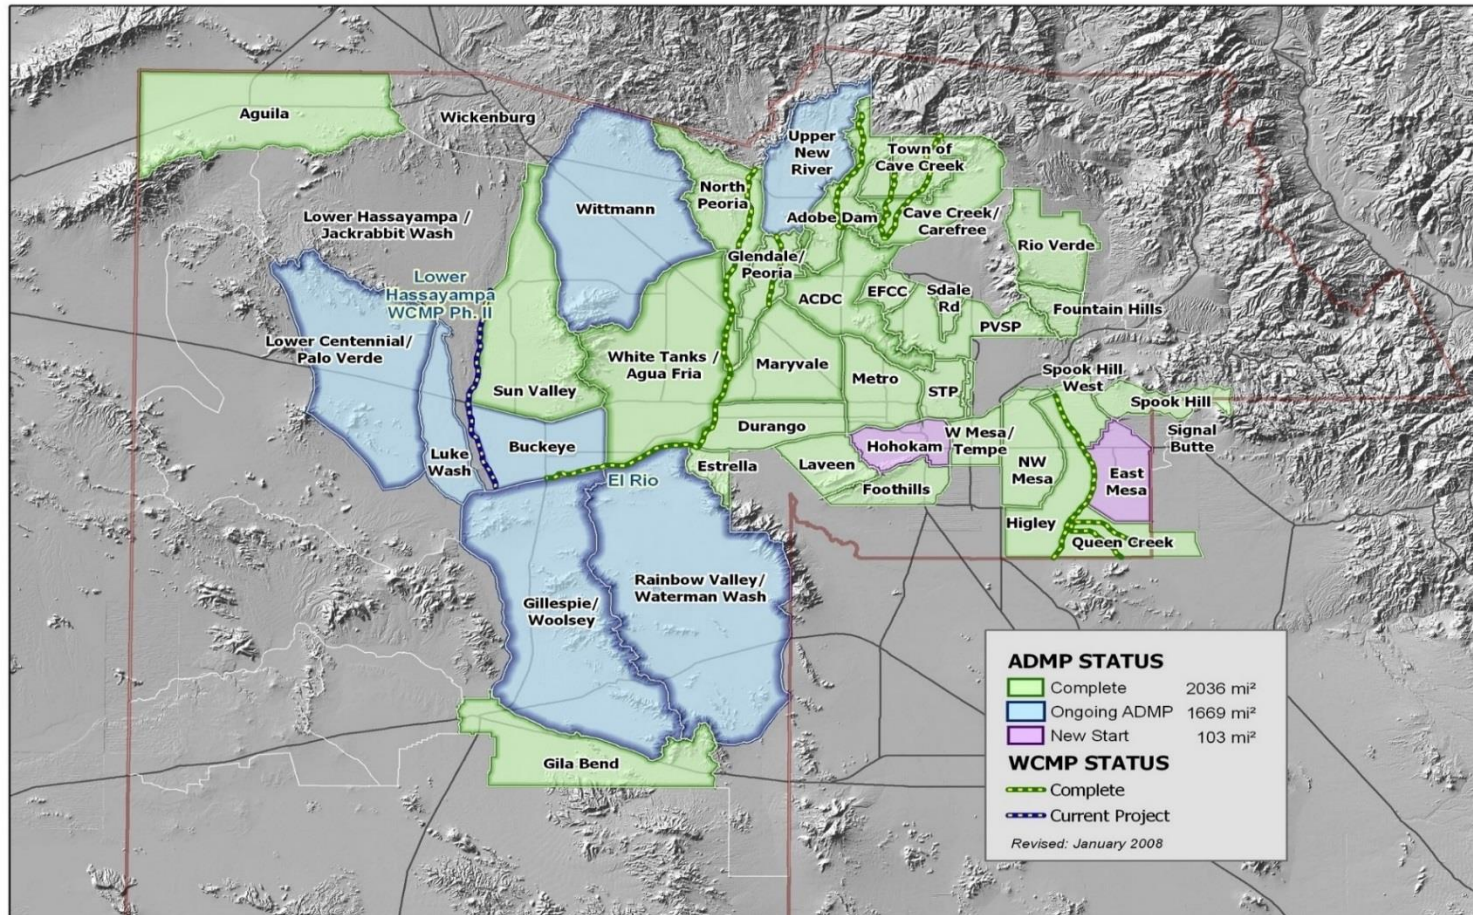 Aguila
Wickenburg
Upper
New
River
Town of
Cave Creek
North
Peoria
Wittmann
Adobe Dam
Cave Creek/
Carefree
Lower Hassayampa /
Jackrabbit Wash
Rio Verde
Glendale/
Peoria
Lower
Hassayampa
WCMP Ph. II
ACDC
EFCC
Sdale
Rd
Fountain Hills
PVSP
Lower Centennial/
Palo Verde
White Tanks /
Agua Fria
Maryvale
Metro
Spook Hill
West
Sun Valley
STP
Spook Hill
Durango
Signal
Butte
Buckeye
Hohokam
W Mesa/
Tempe
Luke
Wash
Estrella
Laveen
NW
Mesa
East
Mesa
El Rio
Foothills
Higley
Queen Creek
Rainbow Valley/
Waterman Wash
Gillespie/
Woolsey
Gila Bend
ADMP STATUS
Complete 2036 mi²
Ongoing ADMP 1669 mi²
New Start 103 mi²
WCMP STATUS
Complete
Current Project
Revised: January 2008